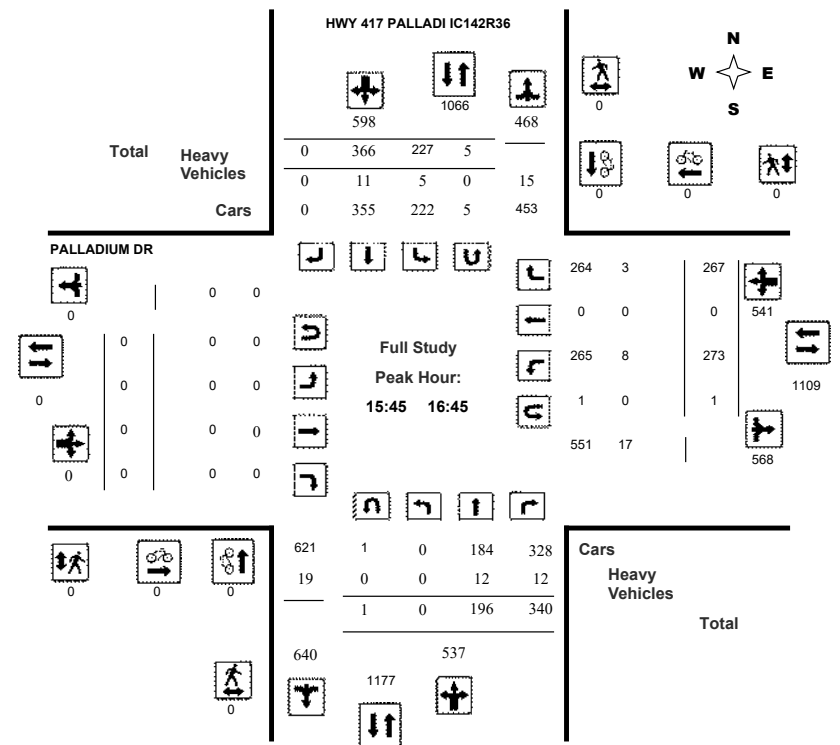 HWY 417 PALLADI IC142R36
N
W E
S
1066
0
598 468
Total 0 366 227 5
Heavy Vehicles 0 11 5 0 15
Cars 0 355 222 5 453
0 0 0
PALLADIUM DR
0 0 0
264 3 267
541
0 0 0
0 0 0
265 8 273
1109
0 0 0
1 0 1
0
0 0 0
551 17
568
0 0 0 0
Full Study
Peak Hour:
15:45 16:45
621 1 0 184 328 Cars
19 0 0 12 12 Heavy Vehicles
1 0 196 340 Total
0 0 0
640 537
1177
0